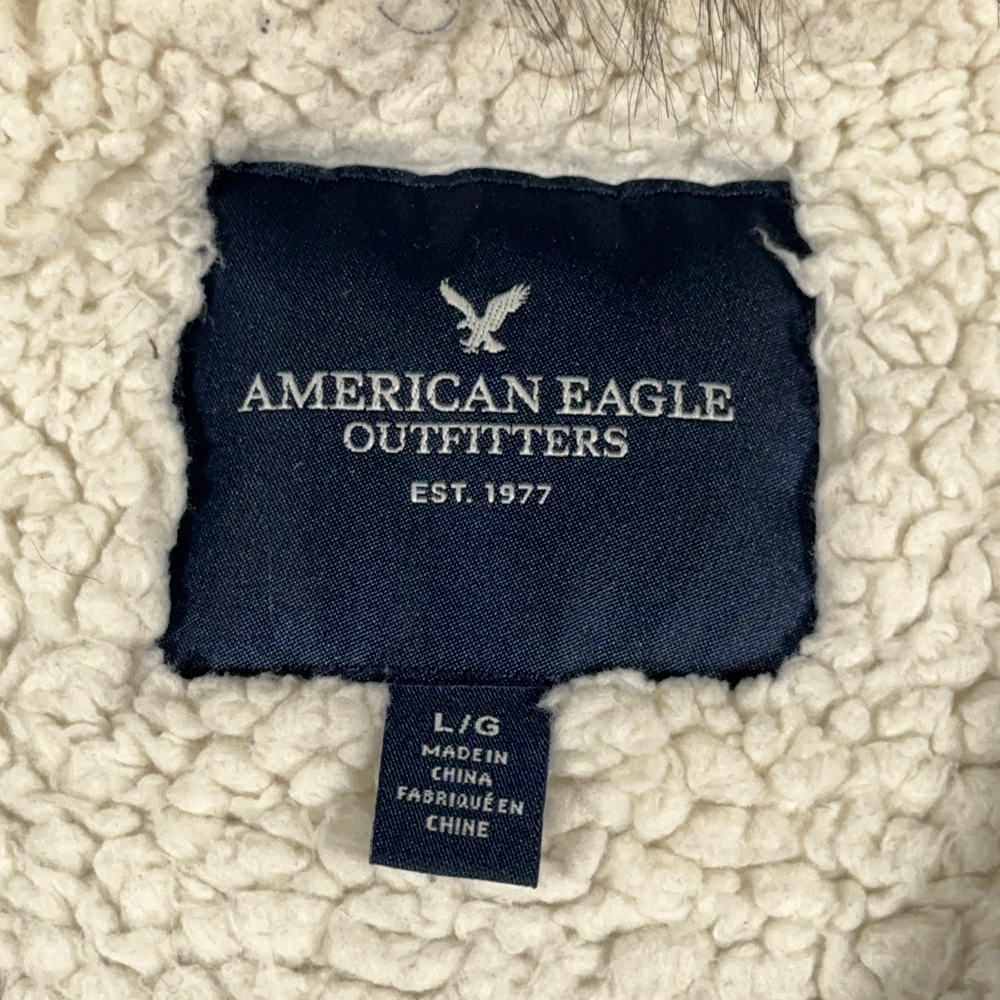 AMERICAN EAGLE
OUTFITTERS
EST. 1977
L/G
MADE IN
CHINA
FABRIQUÉ EN
CHINE